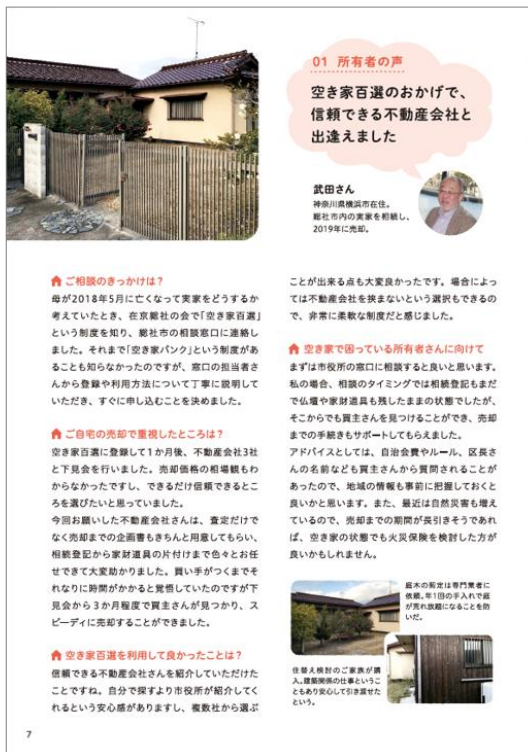 01 所有者の声
空き家百選のおかげで、
信頼できる不動産会社と
出逢えました
武田さん
神奈川県横浜市在住。
総社市内の実家を相続し、
2019年に売却。
ご相談のきっかけは？
母が2018年5月に亡くなって実家をどうするか
考えていたとき、在京総社の会で「空き家百選」
という制度を知り、総社市の相談窓口に連絡し
ました。それまで「空き家バンク」という制度があ
ることも知らなかったのですが、窓口の担当者さ
んから登録や利用方法について丁寧に説明して
いただき、すぐに申し込むことを決めました。
ご自宅の売却で重視したところは？
空き家百選に登録して1か月後、不動産会社3社
と下見会を行いました。売却価格の相場観もわ
からなかったですし、できるだけ信頼できるとこ
ろを選びたいと思っていました。
今回お願いした不動産会社さんは、査定だけで
なく売却までの企画書もきちんと用意してもらい、
相続登記から家財道具の片付けまで色々とお任
せできて大変助かりました。買い手がつくまでそ
れなりに時間がかかると覚悟していたのですが下
見会から3か月程度で買主さんが見つかり、ス
ピーディに売却することができました。
空き家百選を利用して良かったことは？
信頼できる不動産会社さんを紹介していただけた
ことですね。自分で探すより市役所が紹介してく
れるという安心感がありますし、複数社から選ぶ
ことが出来る点も大変良かったです。場合によっ
ては不動産会社を挟まないという選択もできるの
で、非常に柔軟な制度だと感じました。
空き家で困っている所有者さんに向けて
まずは市役所の窓口に相談すると良いと思います。
私の場合、相談のタイミングでは相続登記もまだ
で仏壇や家財道具も残したままの状態でしたが、
そこからでも買主さんを見つけることができ、売却
までの手続きもサポートしてもらえました。
アドバイスとしては、自治会費やルール、区長さ
んの名前なども買主さんから質問されることが
あったので、地域の情報も事前に把握しておくと
良いかと思います。また、最近は自然災害も増え
ているので、売却までの期間が長引きそうであれ
ば、空き家の状態でも火災保険を検討した方が
良いかもしれません。
庭木の剪定は専門業者に
依頼。年1回の手入れで庭
が荒れ放題になることを防
いだ。
住替え検討のご家族が購
入。建築関係の仕事というこ
ともあり安心して引き渡せた
という。
7